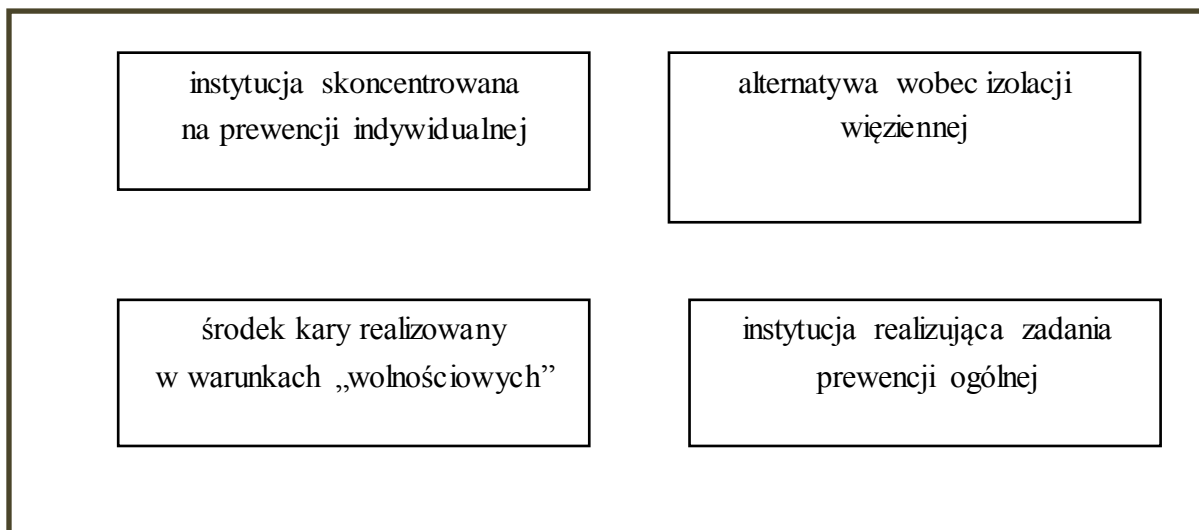 instytucja skoncentrowana
na prewencji indywidualnej
alternatywa wobec izolacji
więziennej
środek kary realizowany
w warunkach „wolnościowych”
instytucja realizująca zadania
prewencji ogólnej